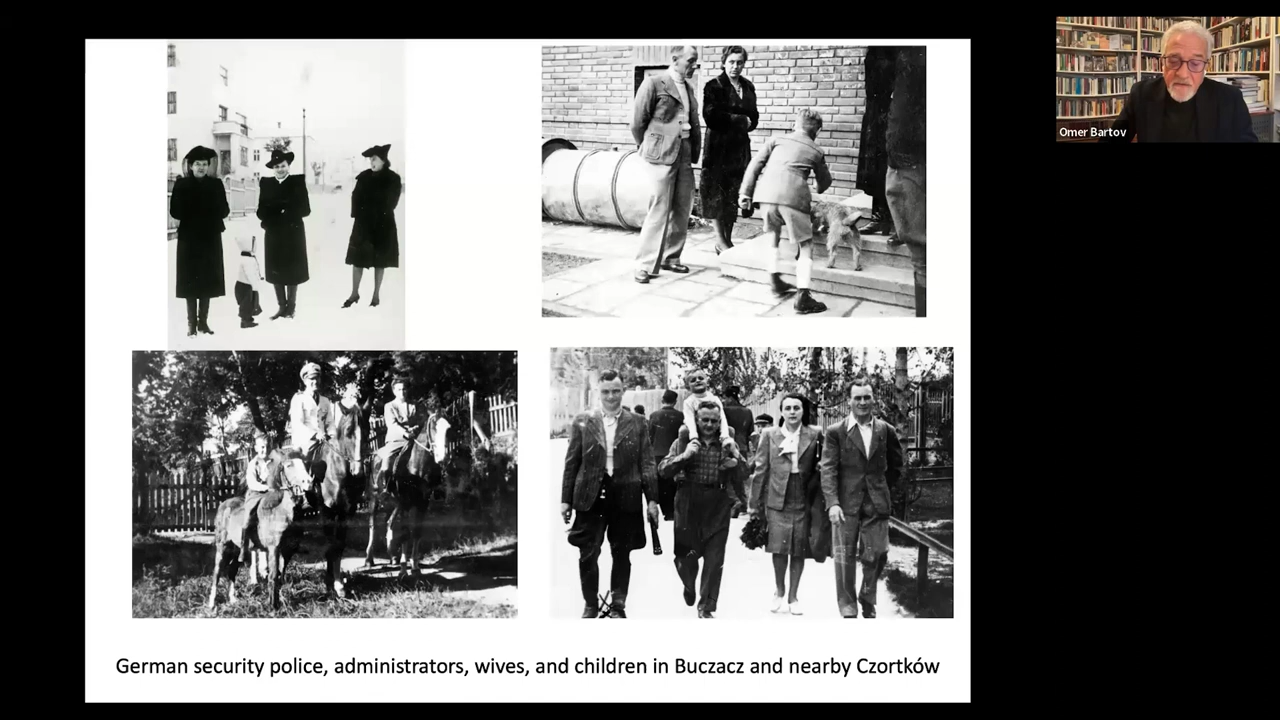 Omer Bartov
German security police, administrators, wives, and children in Buczacz and nearby Czortków